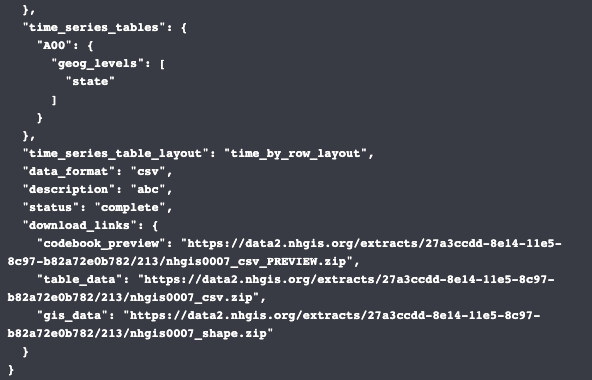 },
"time_series_tables": {
"A00": {
"geog_levels": [
"state"
]
}
},
"time_series_table_layout": "time_by_row_layout",
"data_format": "csv",
"description": "abc",
"status": "complete",
"download_links": {
"codebook_preview": "https://data2.nhgis.org/extracts/27a3ccdd-8e14-11e5-
8c97-b82a72e0b782/213/nhgis0007_csv_PREVIEW.zip",
"table_data": "https://data2.nhgis.org/extracts/27a3ccdd-8e14-11e5-8c97-
b82a72e0b782/213/nhgis0007_csv.zip",
"gis_data": "https://data2.nhgis.org/extracts/27a3ccdd-8e14-11e5-8c97-
b82a72e0b782/213/nhgis0007_shape.zip"
}
}